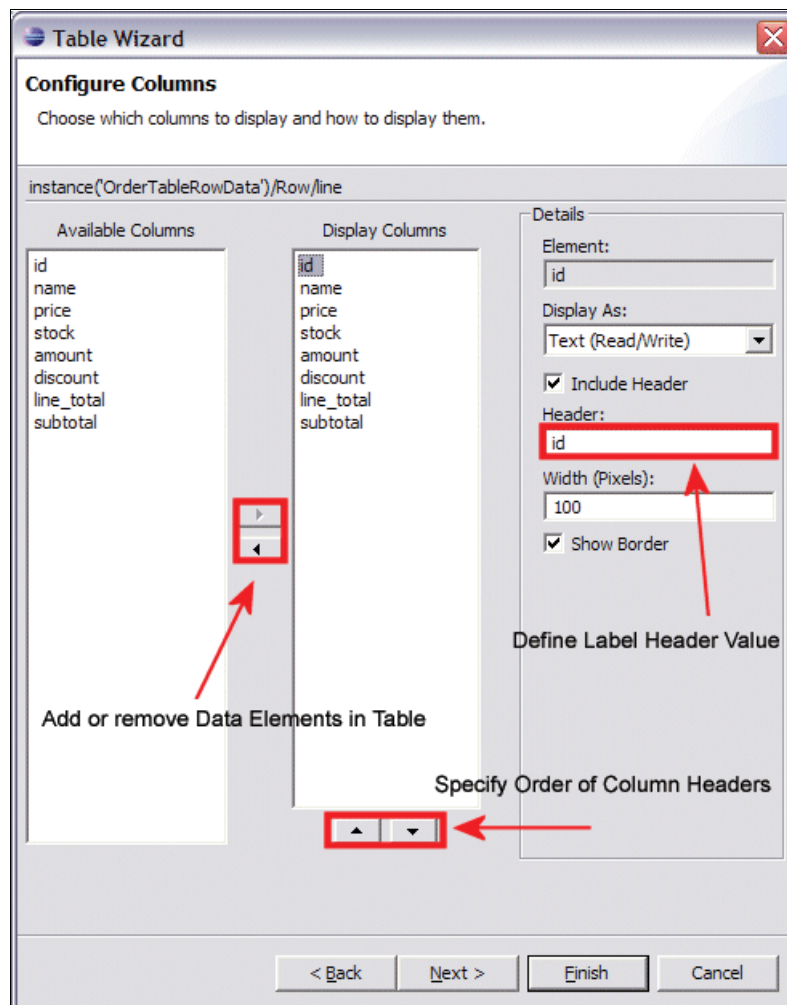 Table Wizard
Configure Columns
Choose which columns to display and how to display them.
instance('OrderTableRowData')/Row/line
Available Columns
id
name
price
stock
amount
discount
line_total
subtotal
Display Columns
id
name
price
stock
amount
discount
line_total
subtotal
Details
Element:
id
Display As:
Text (Read/Write)
Include Header
Header:
id
Width (Pixels):
100
Show Border
Define Label Header Value
Add or remove Data Elements in Table
Specify Order of Column Headers
< Back
Next >
Finish
Cancel